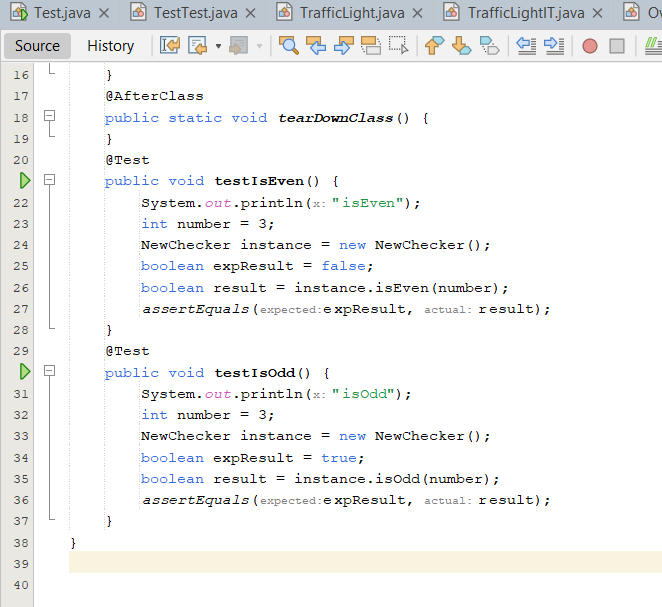 Test.java TestTest.java TrafficLight.java TrafficLightIT.java Ov
Source History
16 }
17 @AfterClass
18 public static void tearDownClass() {
19 }
20 @Test
public void testIsEven() {
22 System.out.println(x: "isEven");
23 int number = 3;
24 NewChecker instance = new NewChecker();
25 boolean expResult = false;
26 boolean result = instance.isEven(number);
27 assertEquals(expected:expResult, actual: result);
28 }
29 @Test
public void testIsOdd() {
31 System.out.println(x: "isOdd");
32 int number = 3;
33 NewChecker instance = new NewChecker();
34 boolean expResult = true;
35 boolean result = instance.isOdd(number);
36 assertEquals(expected:expResult, actual: result);
37 }
38 }
39
40